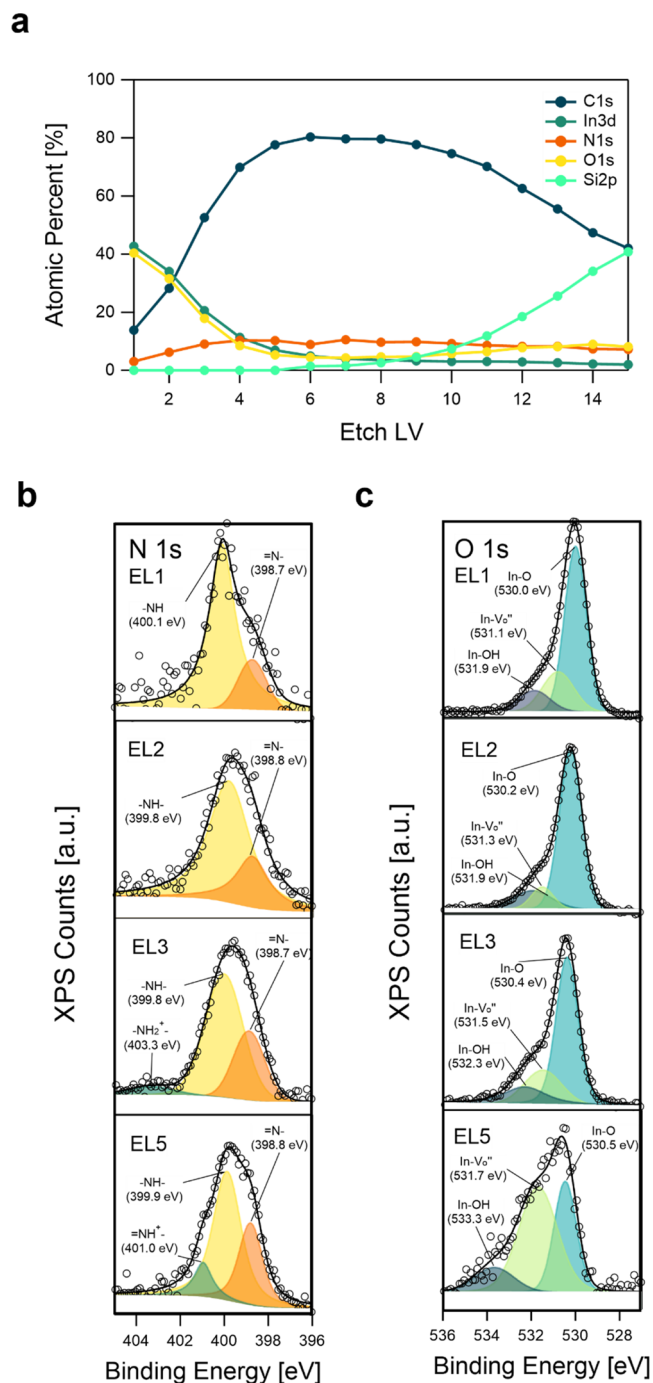 a
100
80
60
40
20
0
Atomic Percent [%]
C1s
In3d
N1s
O1s
Si2p
2 4 6 8 10 12 14
Etch LV
b
N 1s
EL1
=N-
(398.7 eV)
-NH
(400.1 eV)
EL2
=N-
(398.8 eV)
-NH-
(399.8 eV)
EL3
=N-
(398.7 eV)
-NH-
(399.8 eV)
-NH₂⁺-
(403.3 eV)
EL5
=N-
(398.8 eV)
-NH-
(399.9 eV)
=NH⁺-
(401.0 eV)
XPS Counts [a.u.]
404 402 400 398 396
Binding Energy [eV]
c
O 1s
EL1
In-O
(530.0 eV)
In-Vₒ''
(531.1 eV)
In-OH
(531.9 eV)
EL2
In-O
(530.2 eV)
In-Vₒ''
(531.3 eV)
In-OH
(531.9 eV)
EL3
In-O
(530.4 eV)
In-Vₒ''
(531.5 eV)
In-OH
(532.3 eV)
EL5
In-O
(530.5 eV)
In-Vₒ''
(531.7 eV)
In-OH
(533.3 eV)
XPS Counts [a.u.]
536 534 532 530 528
Binding Energy [eV]